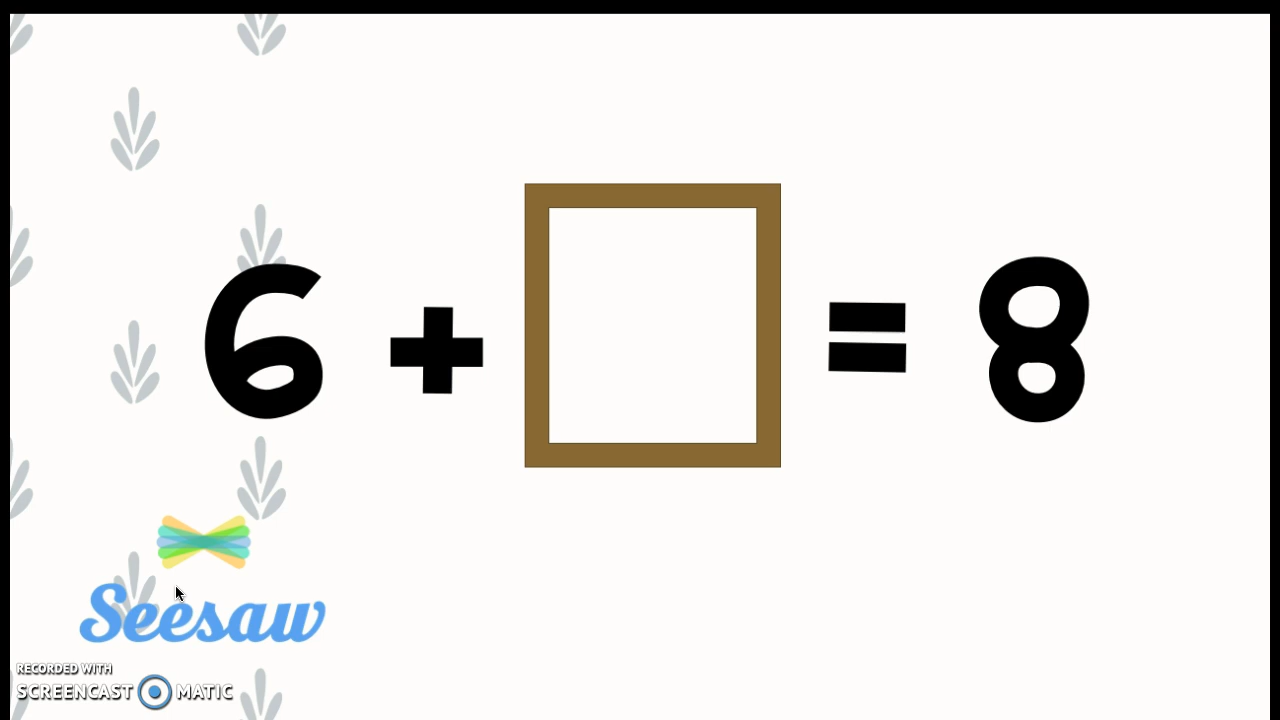 6 + = 8
Seesaw
RECORDED WITH
SCREENCAST MATIC